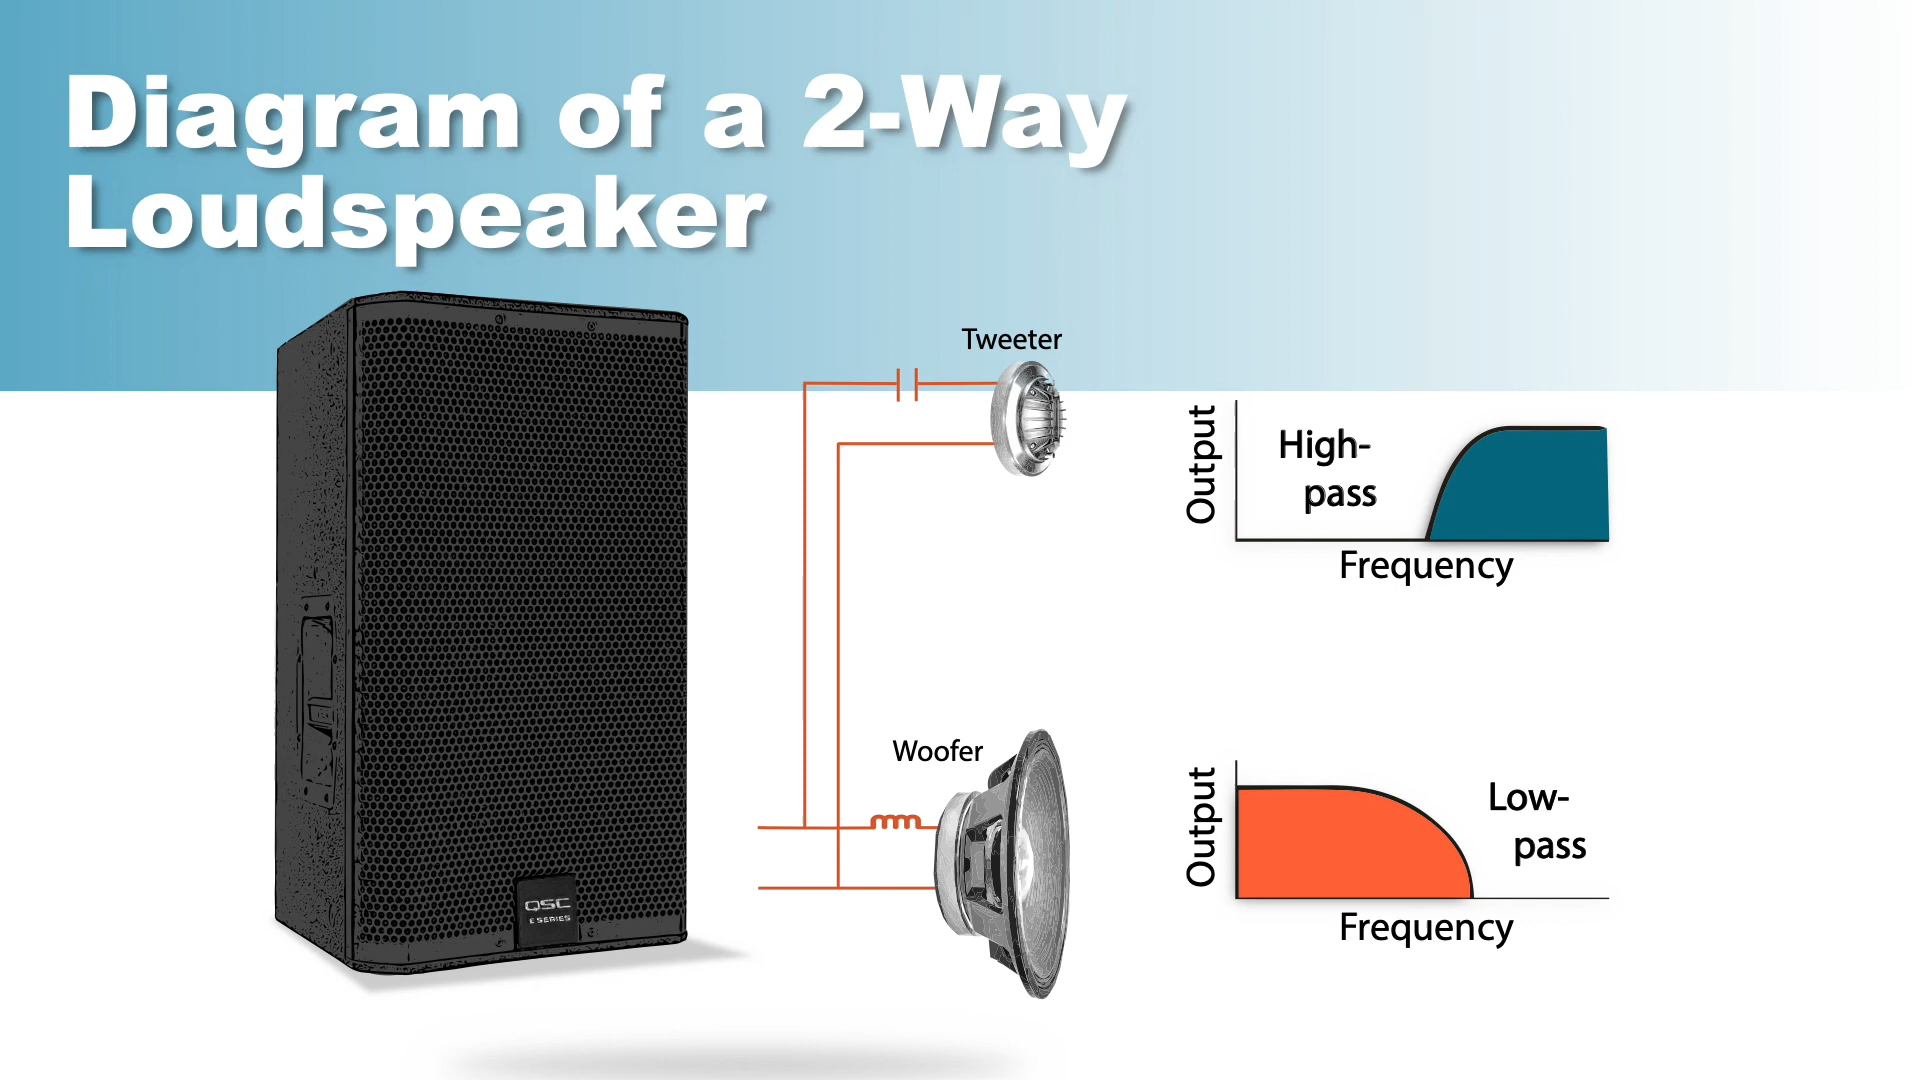 Diagram of a 2-Way
Loudspeaker
Tweeter
Output
High-
pass
Frequency
Woofer
Output
Low-
pass
Frequency
QSC
E SERIES